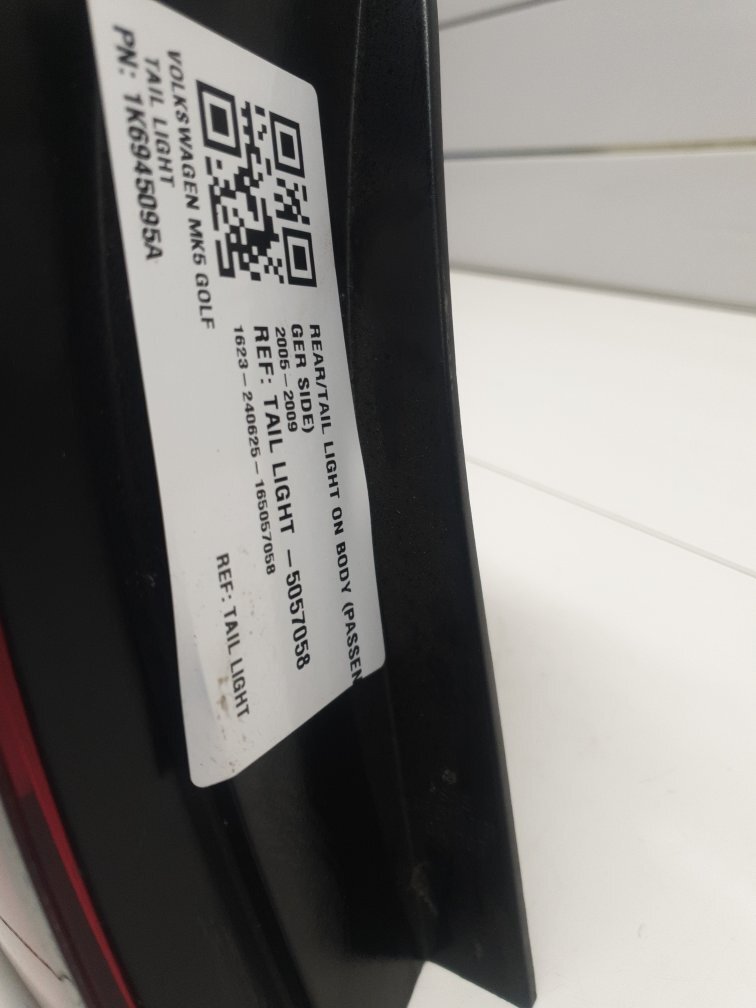 REAR/TAIL LIGHT ON BODY (PASSEN
GER SIDE)
2005-2009
REF: TAIL LIGHT -5057058
1623-240625-165057058
REF: TAIL LIGHT
VOLKSWAGEN MK5 GOLF
TAIL LIGHT
PN: 1K6945095A